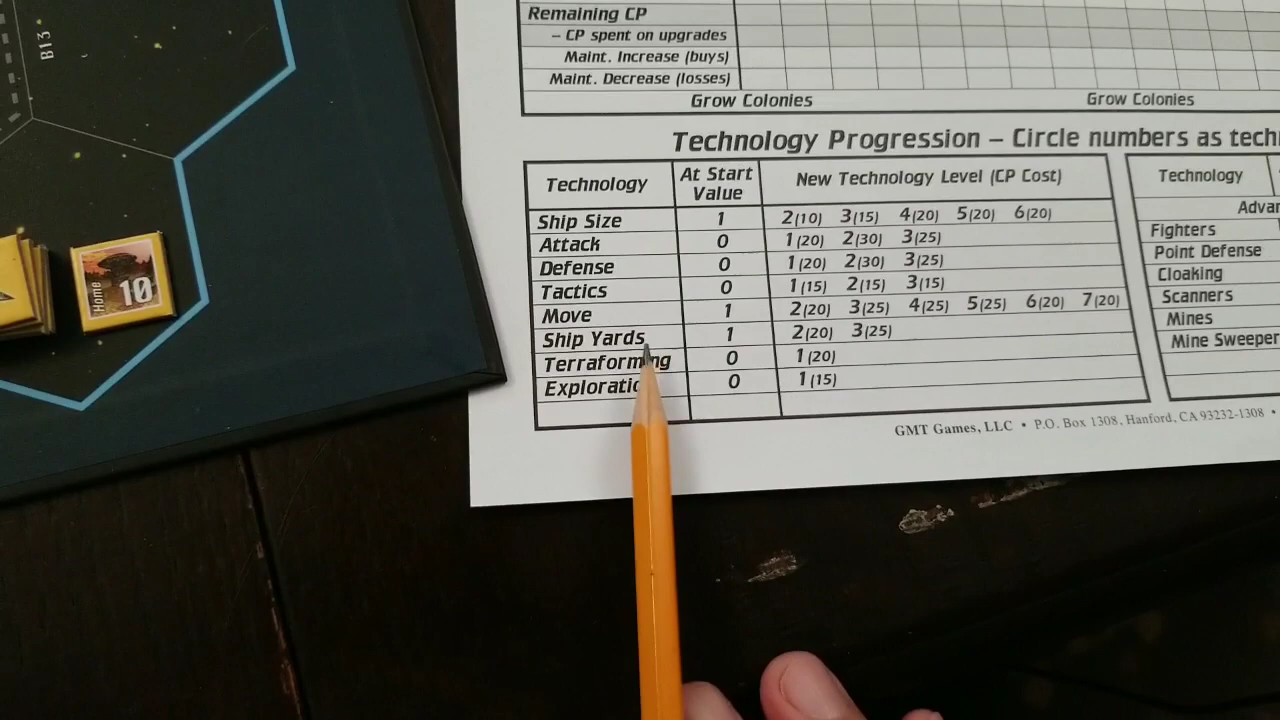 B13
Home 10
Remaining CP
– CP spent on upgrades
Maint. Increase (buys)
Maint. Decrease (losses)
Grow Colonies Grow Colonies
Technology Progression – Circle numbers as
Technology At Start Value New Technology Level (CP Cost)
Ship Size 1 2(10) 3(15) 4(20) 5(20) 6(20)
Attack 0 1(20) 2(30) 3(25)
Defense 0 1(20) 2(30) 3(25)
Tactics 0 1(15) 2(15) 3(15)
Move 1 2(20) 3(25) 4(25) 5(25) 6(20) 7(20)
Ship Yards 1 2(20) 3(25)
Terraforming 0 1(20)
Exploratio 0 1(15)
Technology
Advan
Fighters
Point Defense
Cloaking
Scanners
Mines
Mine Sweeper
GMT Games, LLC • P.O. Box 1308, Hanford, CA 93232-1308 •